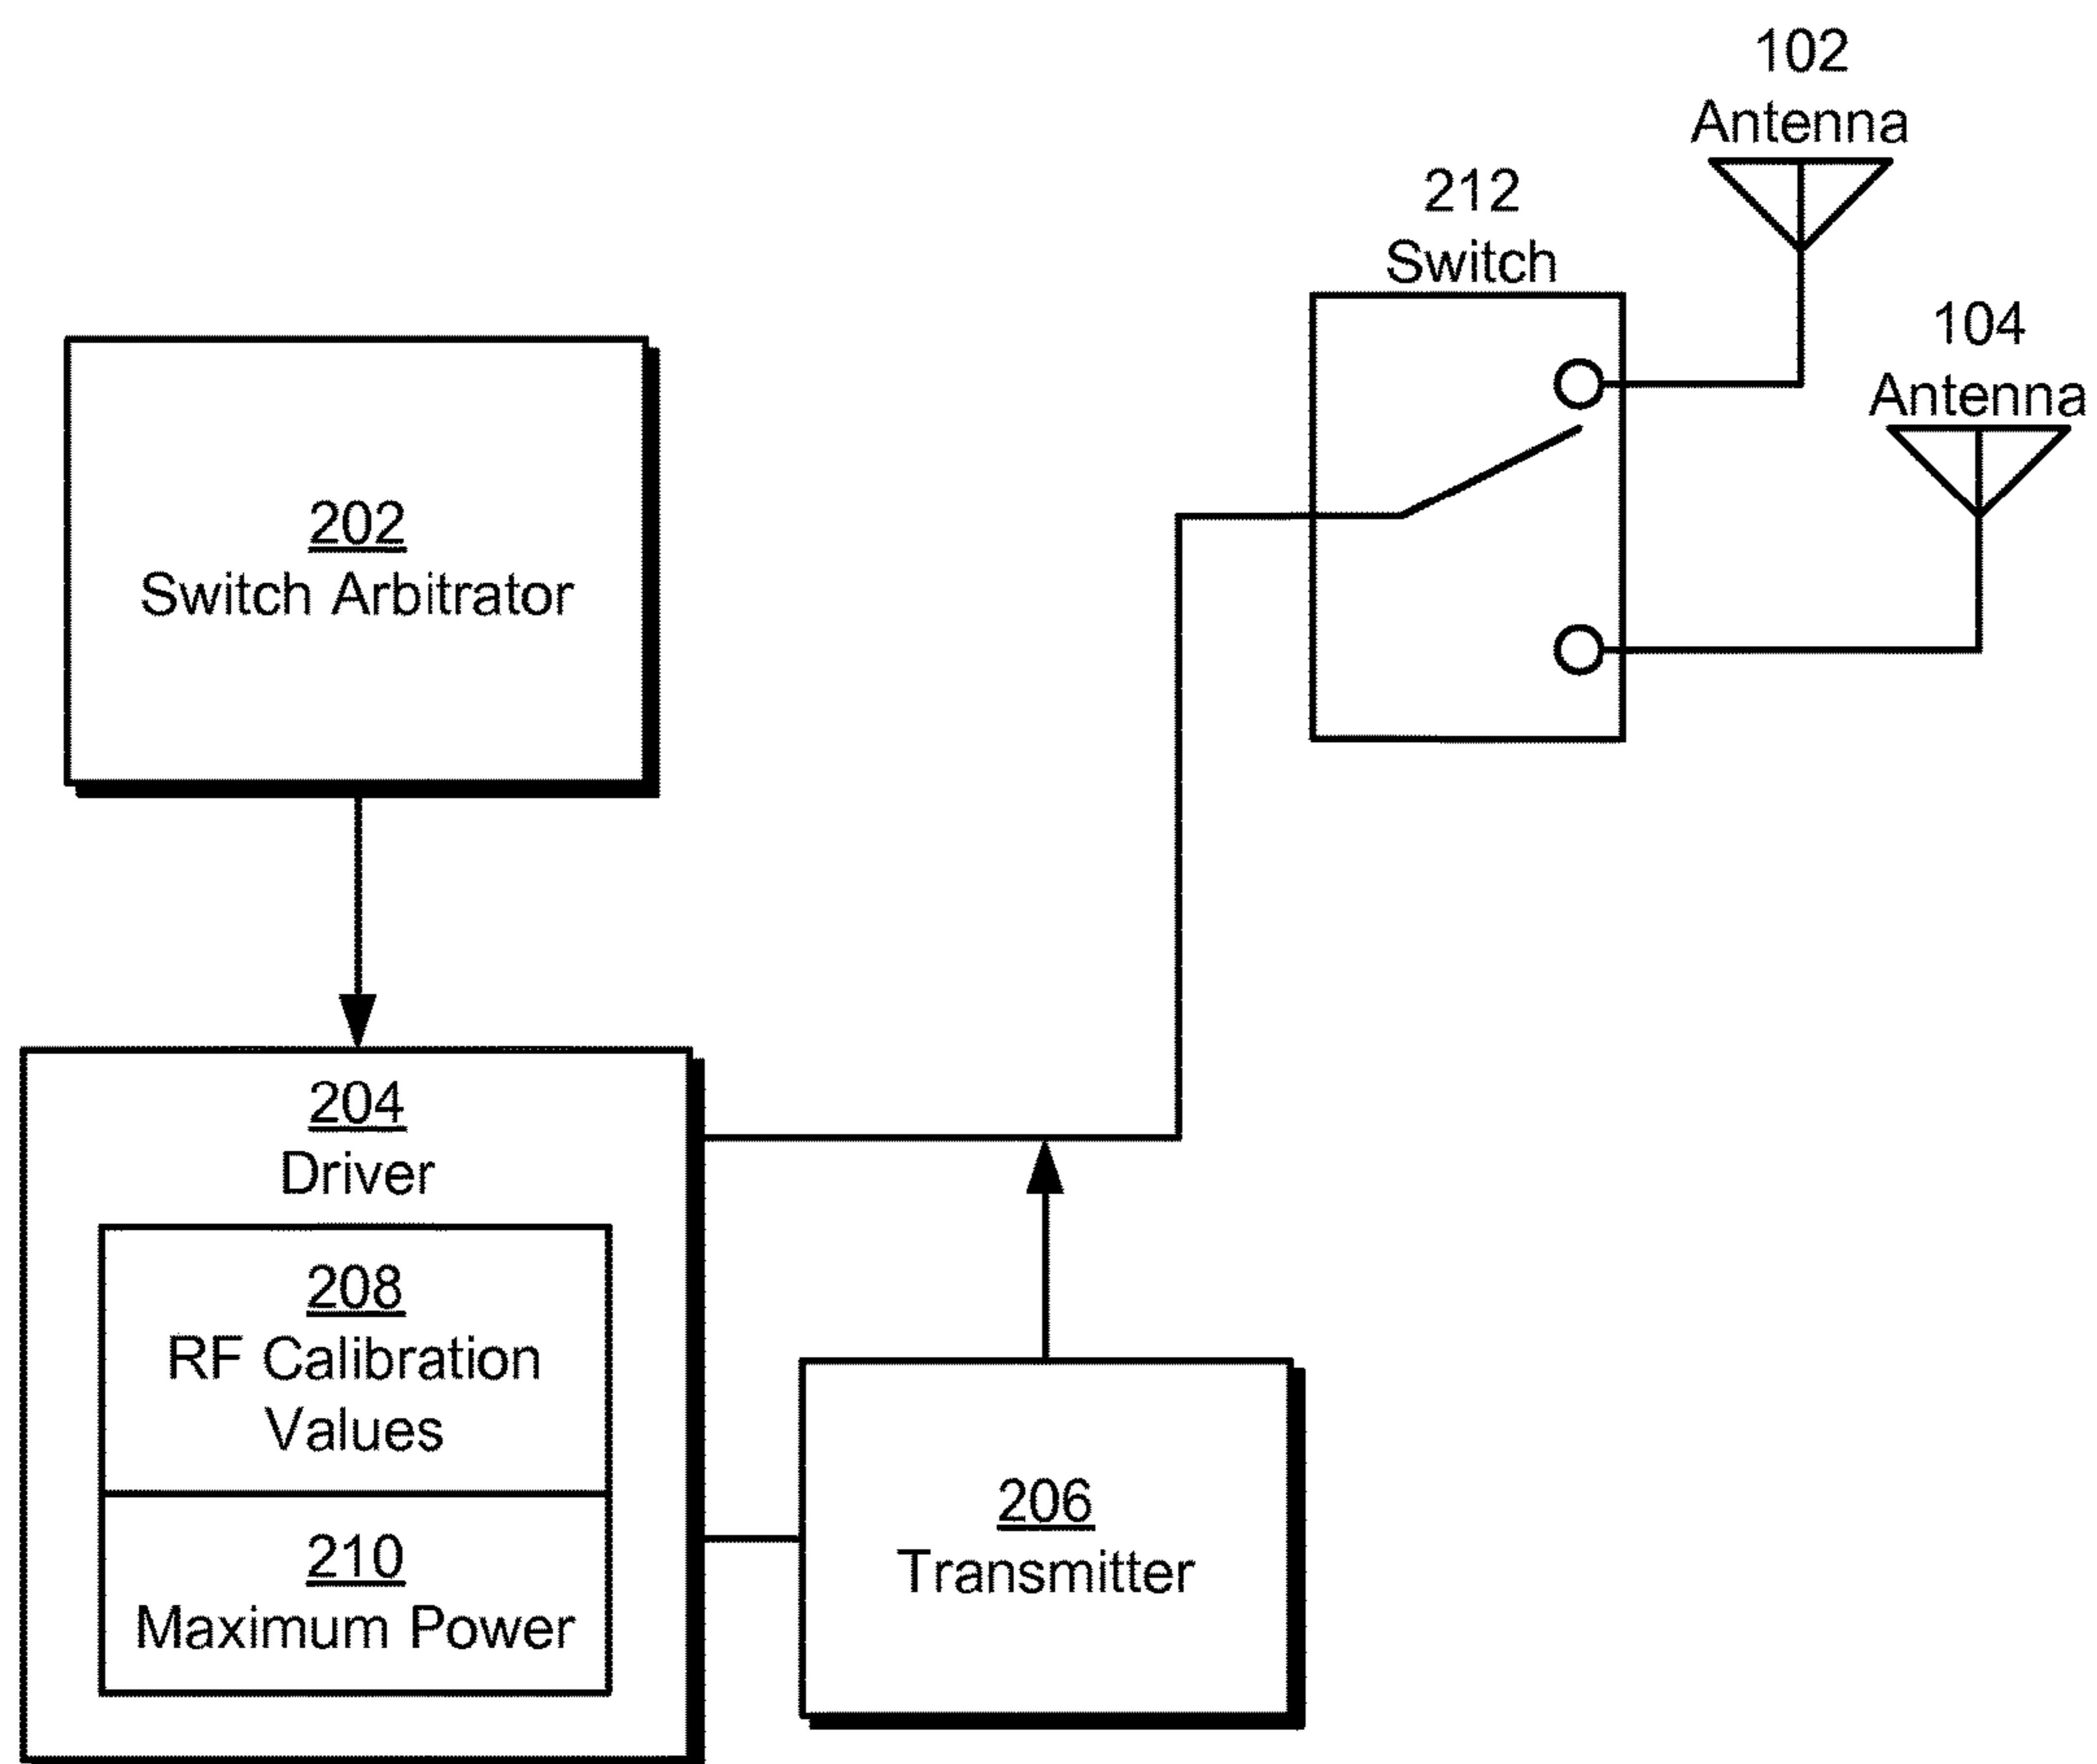 102
Antenna
212
Switch
104
Antenna
202
Switch Arbitrator
204
Driver
208
RF Calibration
Values
210
Maximum Power
206
Transmitter